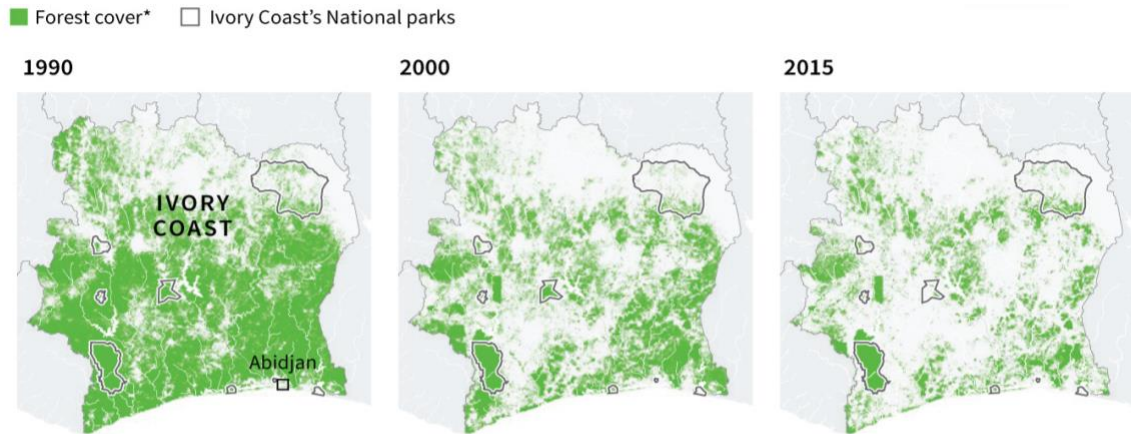 Forest cover* Ivory Coast's National parks
1990 2000 2015
IVORY
COAST
Abidjan